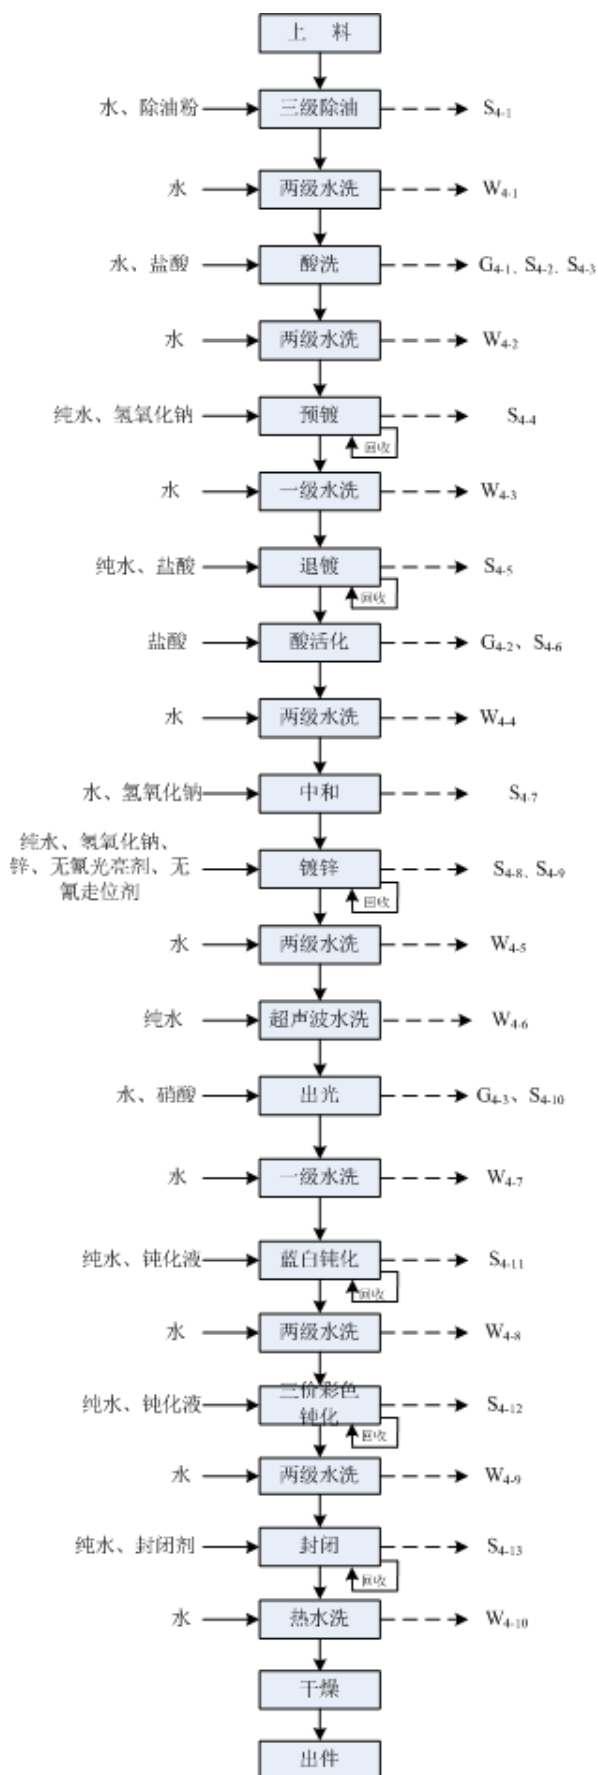 上 料
水、除油粉
三级除油
S4-1
水
两级水洗
W4-1
水、盐酸
酸洗
G4-1、S4-2、S4-3
水
两级水洗
W4-2
纯水、氢氧化钠
预镀
S4-4
回收
水
一级水洗
W4-3
纯水、盐酸
退镀
S4-5
回收
盐酸
酸活化
G4-2、S4-6
水
两级水洗
W4-4
水、氢氧化钠
中和
S4-7
纯水、氢氧化钠、
锌、无氰光亮剂、无
氰走位剂
镀锌
S4-8、S4-9
回收
水
两级水洗
W4-5
纯水
超声波水洗
W4-6
水、硝酸
出光
G4-3、S4-10
水
一级水洗
W4-7
纯水、钝化液
蓝白钝化
S4-11
回收
水
两级水洗
W4-8
纯水、钝化液
三价彩色
钝化
S4-12
回收
水
两级水洗
W4-9
纯水、封闭剂
封闭
S4-13
回收
水
热水洗
W4-10
干燥
出件